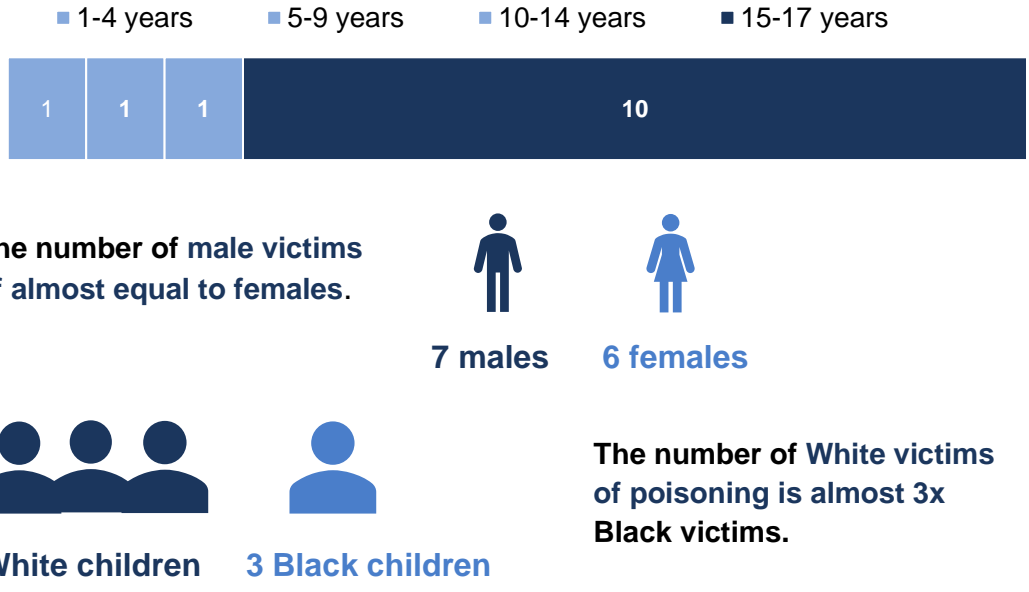 1-4 years 5-9 years 10-14 years 15-17 years
1 1 1 10
number of male victims
almost equal to females.
7 males 6 females
The number of White victims
of poisoning is almost 3x
Black victims.
children 3 Black children